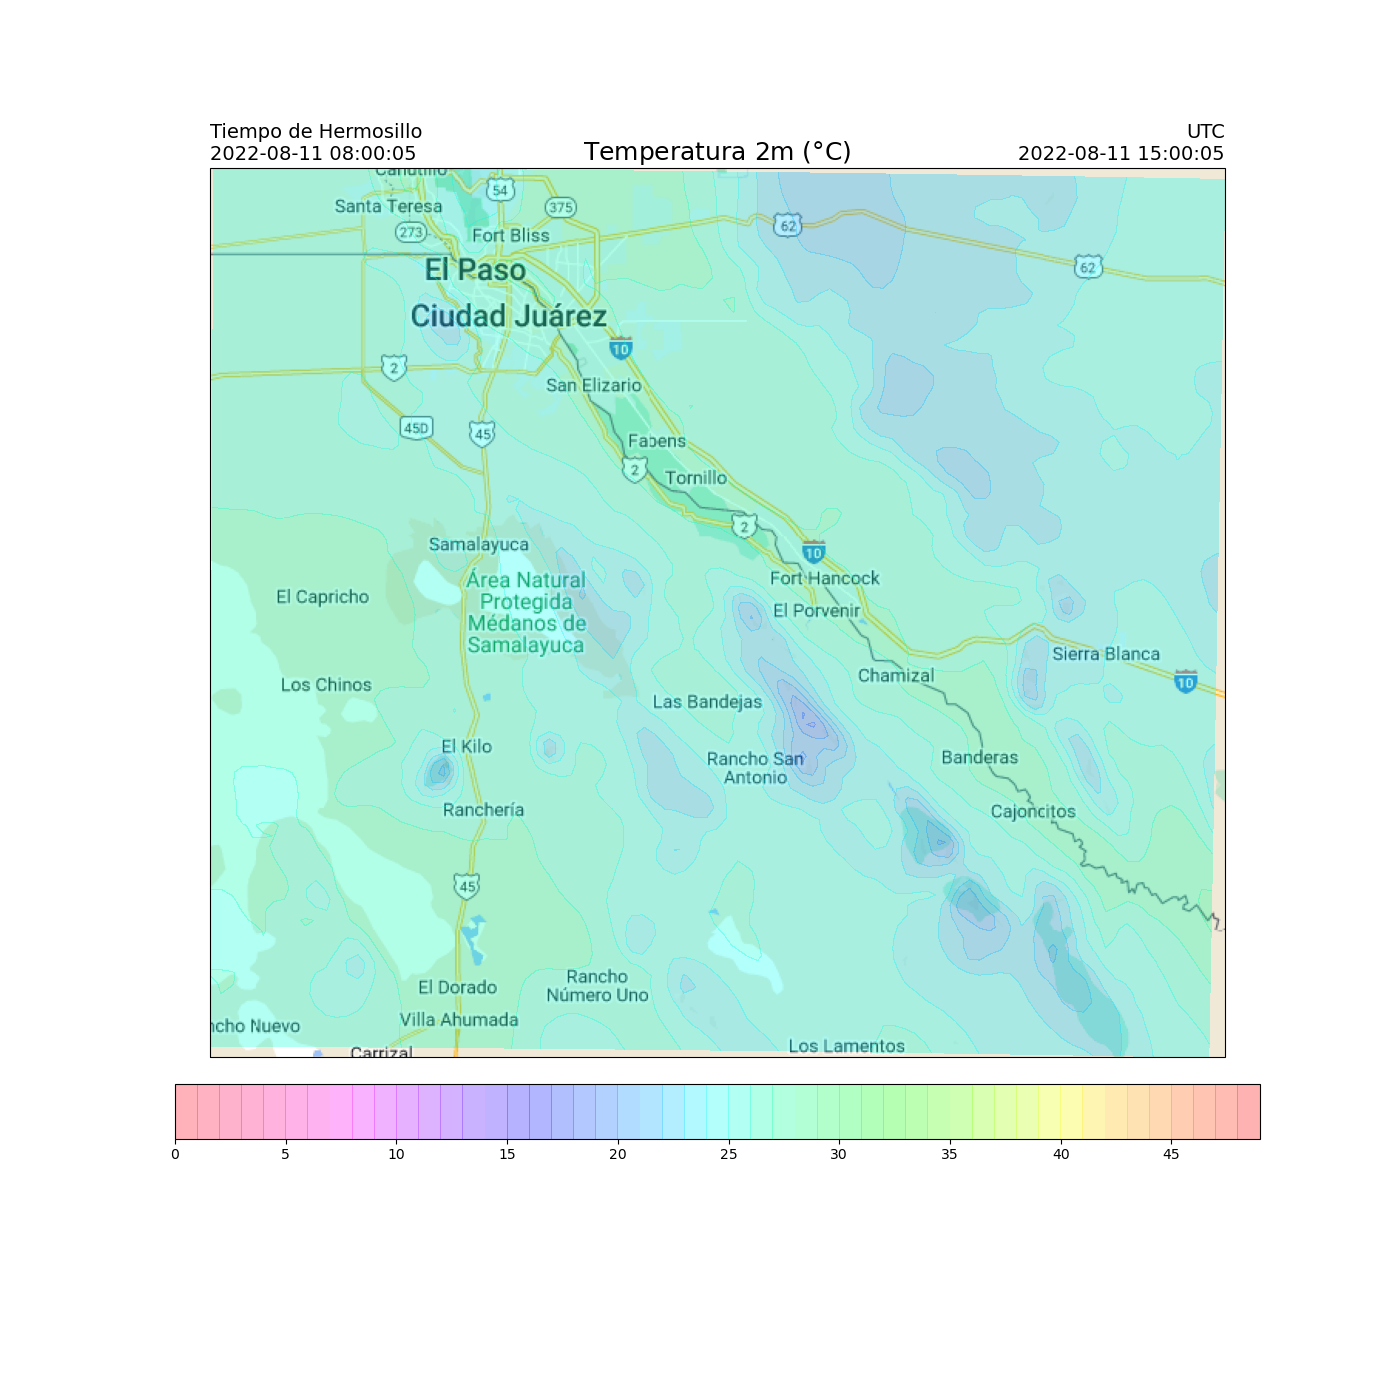 Tiempo de Hermosillo
2022-08-11 08:00:05
Temperatura 2m (°C)
UTC
2022-08-11 15:00:05
Canutillo
54
Santa Teresa
375
273
Fort Bliss
62
El Paso
62
Ciudad Juárez
10
2
San Elizario
45D
45
Fabens
2
Tornillo
2
Samalayuca
10
Área Natural
Protegida
Médanos de
Samalayuca
Fort Hancock
El Capricho
El Porvenir
Sierra Blanca
Chamizal
Los Chinos
10
Las Bandejas
El Kilo
Rancho San
Antonio
Banderas
Ranchería
Cajoncitos
45
Rancho
Número Uno
El Dorado
Villa Ahumada
ncho Nuevo
Los Lamentos
Carrizal
0 5 10 15 20 25 30 35 40 45